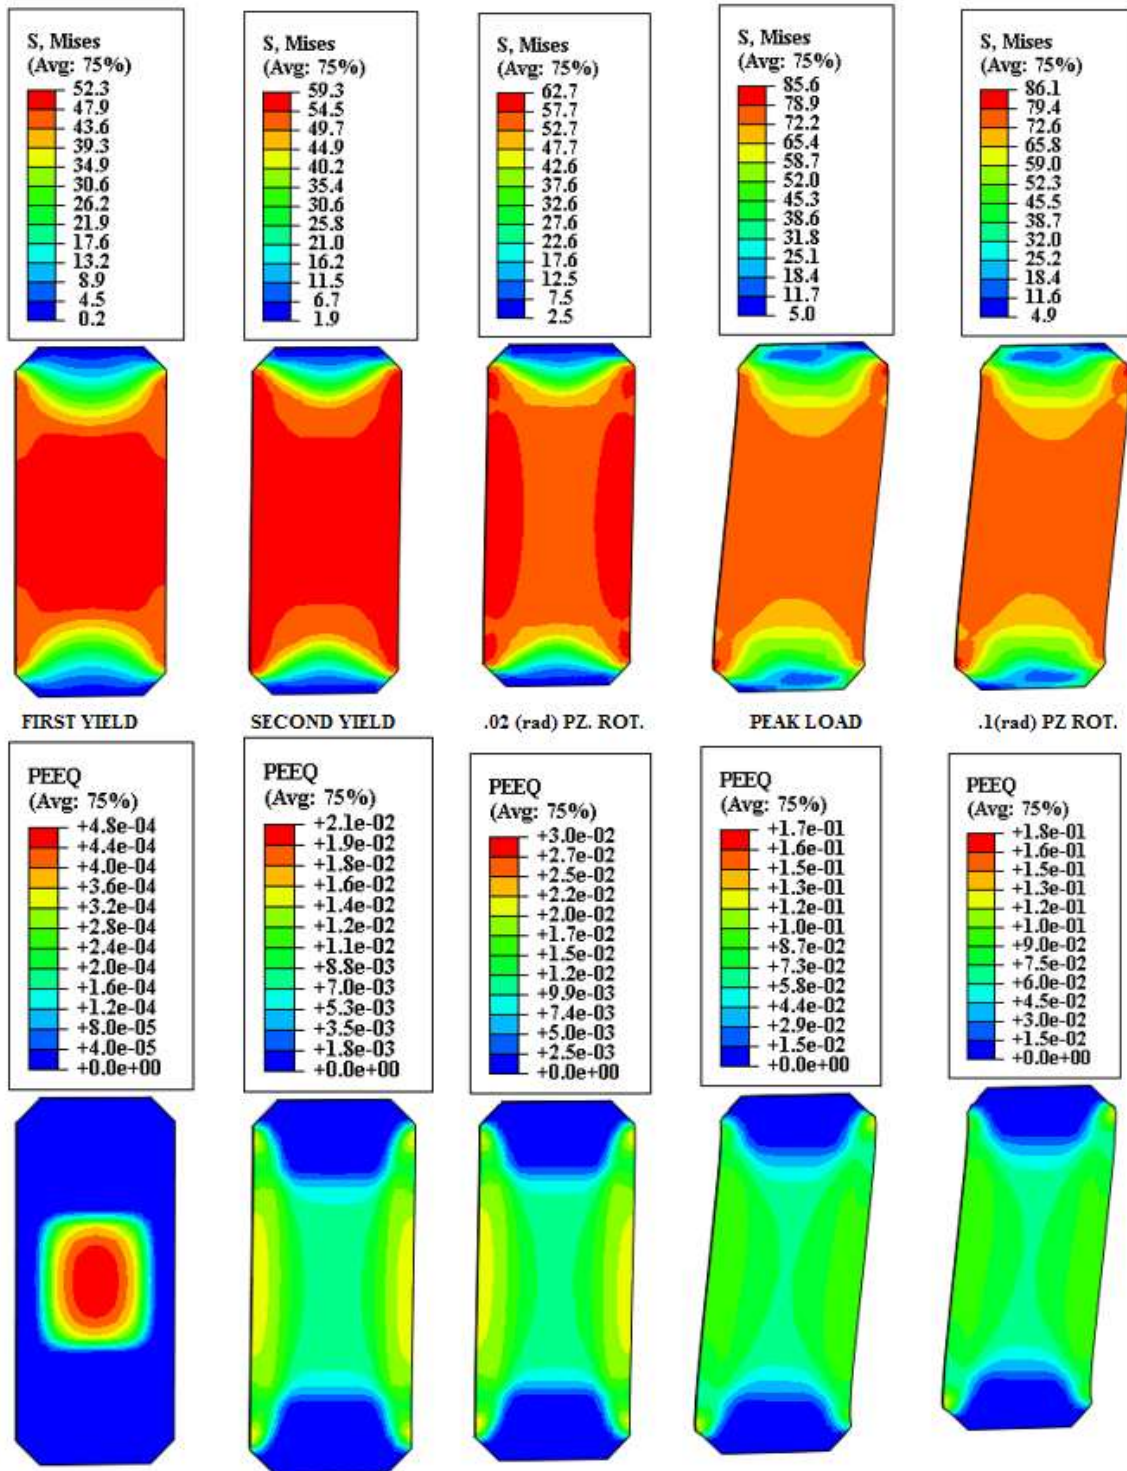 S, Mises
(Avg: 75%)
52.3
47.9
43.6
39.3
34.9
30.6
26.2
21.9
17.6
13.2
8.9
4.5
0.2
S, Mises
(Avg: 75%)
59.3
54.5
49.7
44.9
40.2
35.4
30.6
25.8
21.0
16.2
11.5
6.7
1.9
S, Mises
(Avg: 75%)
62.7
57.7
52.7
47.7
42.6
37.6
32.6
27.6
22.6
17.6
12.5
7.5
2.5
S, Mises
(Avg: 75%)
85.6
78.9
72.2
65.4
58.7
52.0
45.3
38.6
31.8
25.1
18.4
11.7
5.0
S, Mises
(Avg: 75%)
86.1
79.4
72.6
65.8
59.0
52.3
45.5
38.7
32.0
25.2
18.4
11.6
4.9
FIRST YIELD
SECOND YIELD
.02 (rad) PZ. ROT.
PEAK LOAD
.1(rad) PZ ROT.
PEEQ
(Avg: 75%)
+4.8e-04
+4.4e-04
+4.0e-04
+3.6e-04
+3.2e-04
+2.8e-04
+2.4e-04
+2.0e-04
+1.6e-04
+1.2e-04
+8.0e-05
+4.0e-05
+0.0e+00
PEEQ
(Avg: 75%)
+2.1e-02
+1.9e-02
+1.8e-02
+1.6e-02
+1.4e-02
+1.2e-02
+1.1e-02
+8.8e-03
+7.0e-03
+5.3e-03
+3.5e-03
+1.8e-03
+0.0e+00
PEEQ
(Avg: 75%)
+3.0e-02
+2.7e-02
+2.5e-02
+2.2e-02
+2.0e-02
+1.7e-02
+1.5e-02
+1.2e-02
+9.9e-03
+7.4e-03
+5.0e-03
+2.5e-03
+0.0e+00
PEEQ
(Avg: 75%)
+1.7e-01
+1.6e-01
+1.5e-01
+1.3e-01
+1.2e-01
+1.0e-01
+8.7e-02
+7.3e-02
+5.8e-02
+4.4e-02
+2.9e-02
+1.5e-02
+0.0e+00
PEEQ
(Avg: 75%)
+1.8e-01
+1.6e-01
+1.5e-01
+1.3e-01
+1.2e-01
+1.0e-01
+9.0e-02
+7.5e-02
+6.0e-02
+4.5e-02
+3.0e-02
+1.5e-02
+0.0e+00